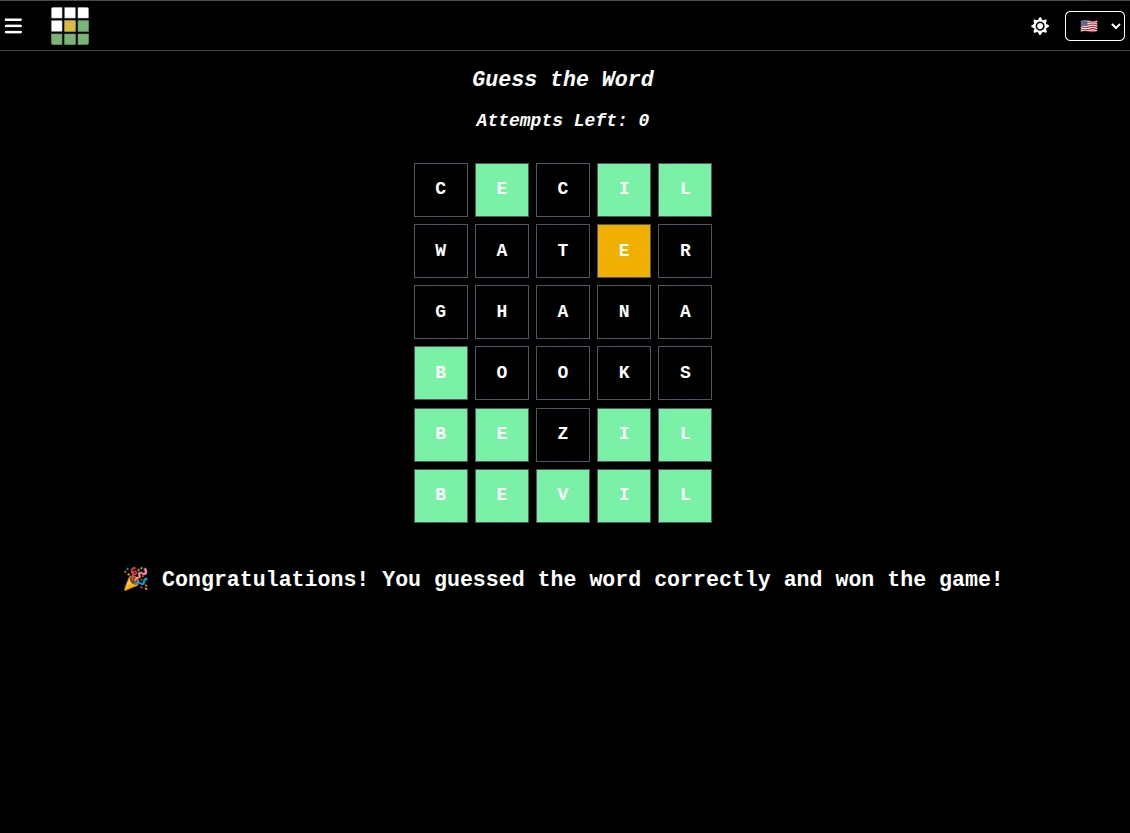 Guess the Word
Attempts Left: 0
C E C I L
W A T E R
G H A N A
B O O K S
B E Z I L
B E V I L
🎉 Congratulations! You guessed the word correctly and won the game!